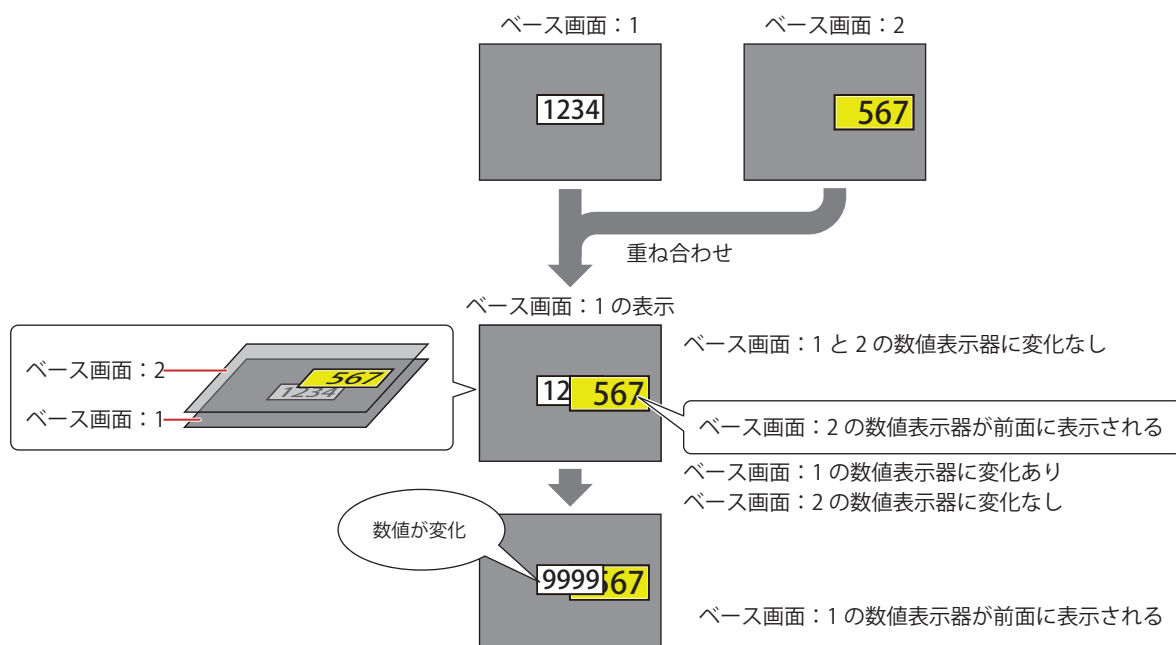 ベース画面：1
ベース画面：2
1234
567
重ね合わせ
ベース画面：1 の表示
ベース画面：1 と 2 の数値表示器に変化なし
ベース画面：2
ベース画面：1
567
1234
12
567
ベース画面：2 の数値表示器が前面に表示される
ベース画面：1 の数値表示器に変化あり
ベース画面：2 の数値表示器に変化なし
数値が変化
9999
567
ベース画面：1 の数値表示器が前面に表示される